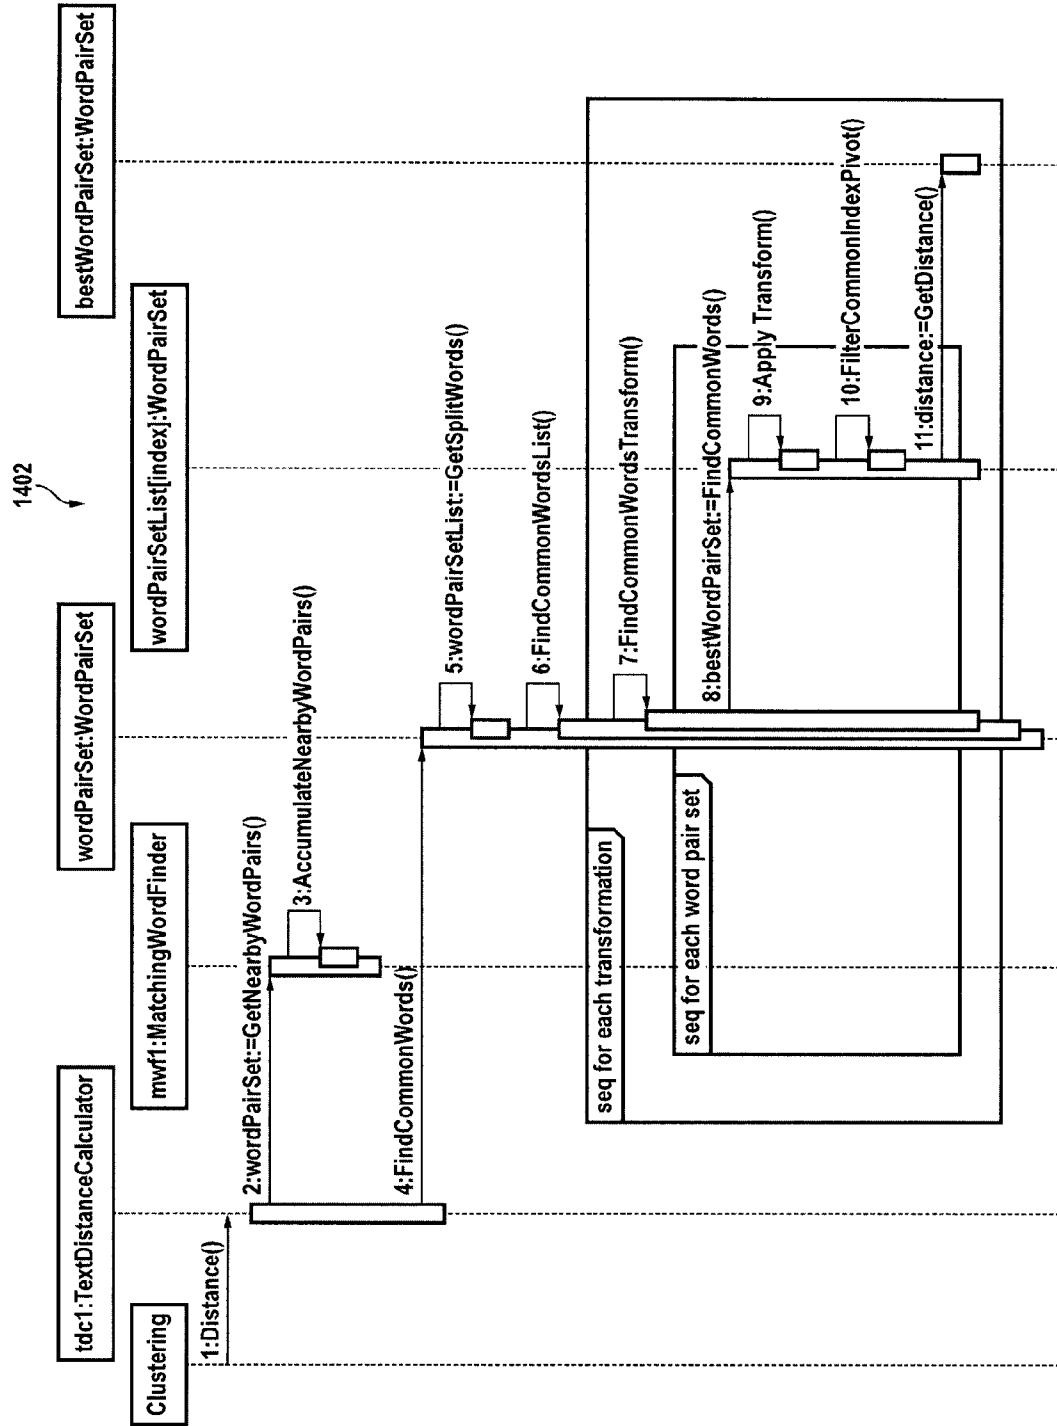 1402
Clustering
tdc1:TextDistanceCalculator
mwf1:MatchingWordFinder
wordPairSet:WordPairSet
wordPairSetList[index]:WordPairSet
bestWordPairSet:WordPairSet
1:Distance()
2:wordPairSet:=GetNearbyWordPairs()
3:AccumulateNearbyWordPairs()
4:FindCommonWords()
5:wordPairSetList:=GetSplitWords()
6:FindCommonWordsList()
seq for each transformation
7:FindCommonWordsTransform()
seq for each word pair set
8:bestWordPairSet:=FindCommonWords()
9:Apply Transform()
10:FilterCommonIndexPivot()
11:distance:=GetDistance()